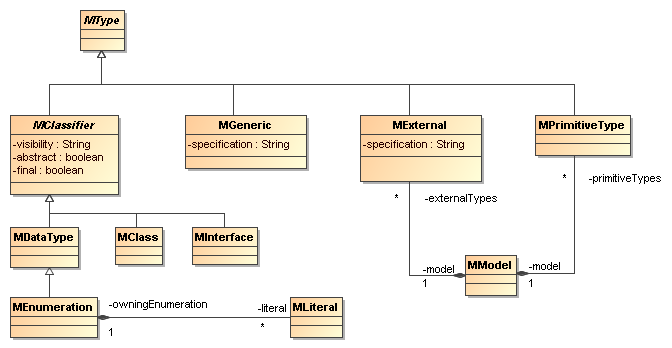 MType
MClassifier
-visibility : String
-abstract : boolean
-final : boolean
MGeneric
-specification : String
MExternal
-specification : String
MPrimitiveType
*
-externalTypes
*
-primitiveTypes
MDataType
MClass
MInterface
-model
1
MModel
-model
1
MEnumeration
-owningEnumeration
1
-literal
*
MLiteral